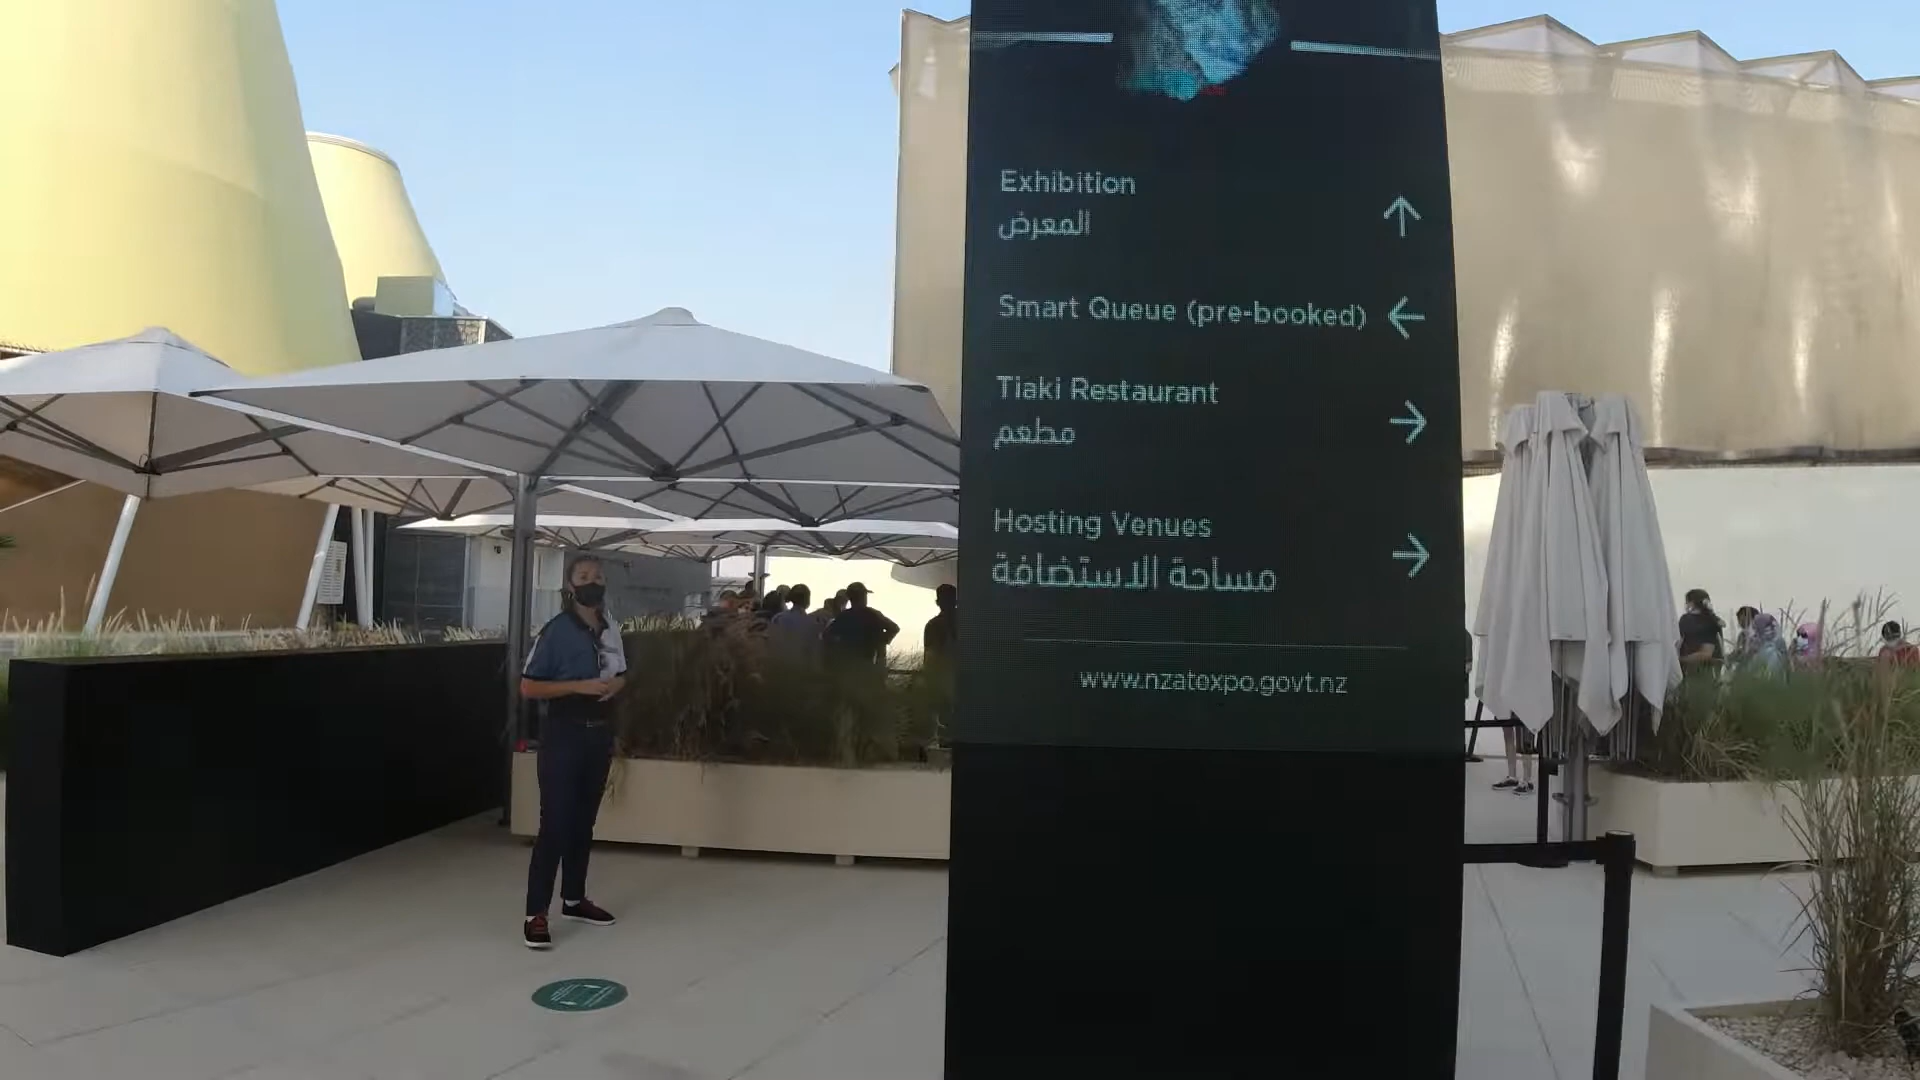 Exhibition
المعرض
Smart Queue (pre-booked)
Tiaki Restaurant
مطعم
Hosting Venues
مساحة الاستضافة
www.nzatexpo.govt.nz